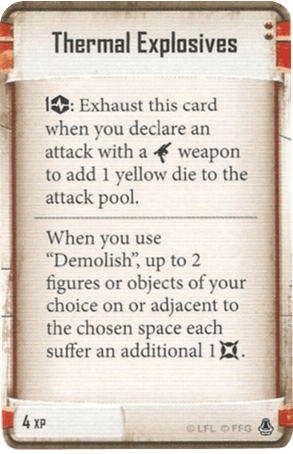 Thermal Explosives
1: Exhaust this card
when you declare an
attack with a weapon
to add 1 yellow die to the
attack pool.
When you use
“Demolish”, up to 2
figures or objects of your
choice on or adjacent to
the chosen space each
suffer an additional 1.
4 XP
© LFL © FFG